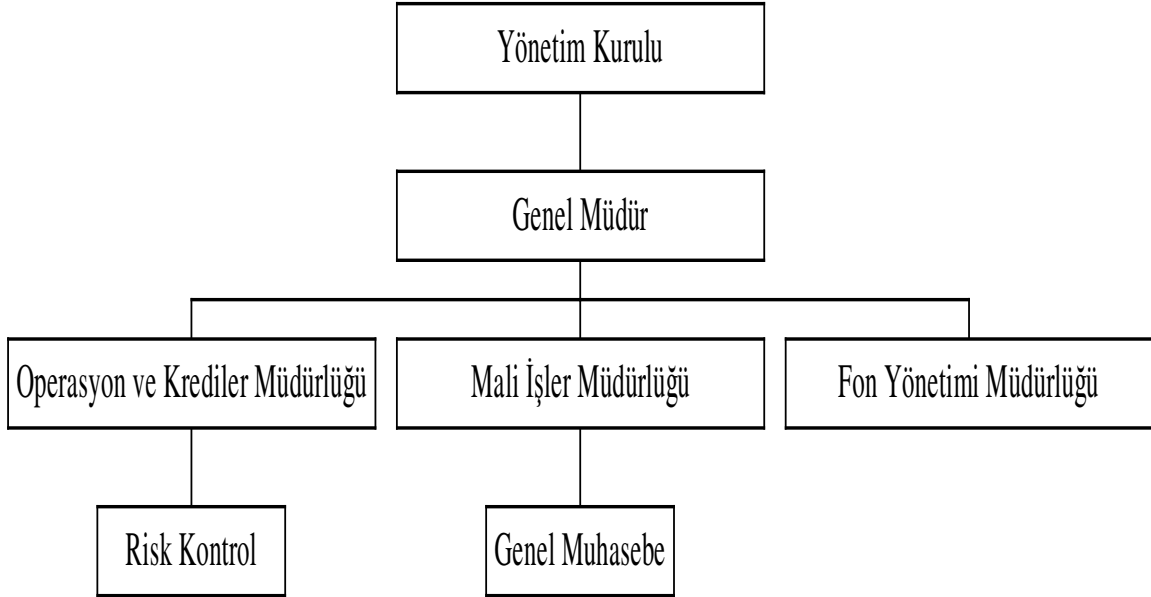 Yönetim Kurulu
Genel Müdür
Operasyon ve Krediler Müdürlüğü
Mali İşler Müdürlüğü
Fon Yönetimi Müdürlüğü
Risk Kontrol
Genel Muhasebe